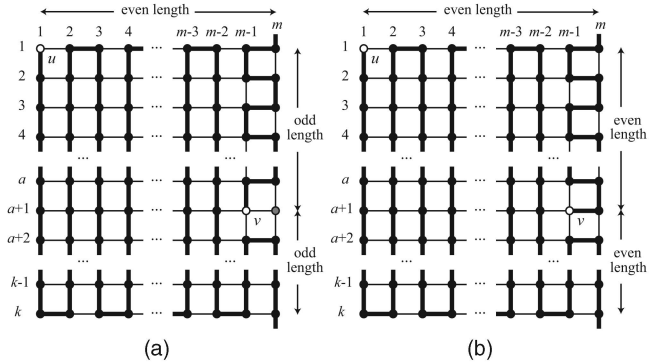 even length
1 2 3 4 ... m-3 m-2 m-1 m
1 u
2
3
4
... ...
a
a+1 v
a+2
... ...
k-1
k
odd length
odd length
(a)
even length
1 2 3 4 ... m-3 m-2 m-1 m
1 u
2
3
4
... ...
a
a+1 v
a+2
... ...
k-1
k
even length
even length
(b)